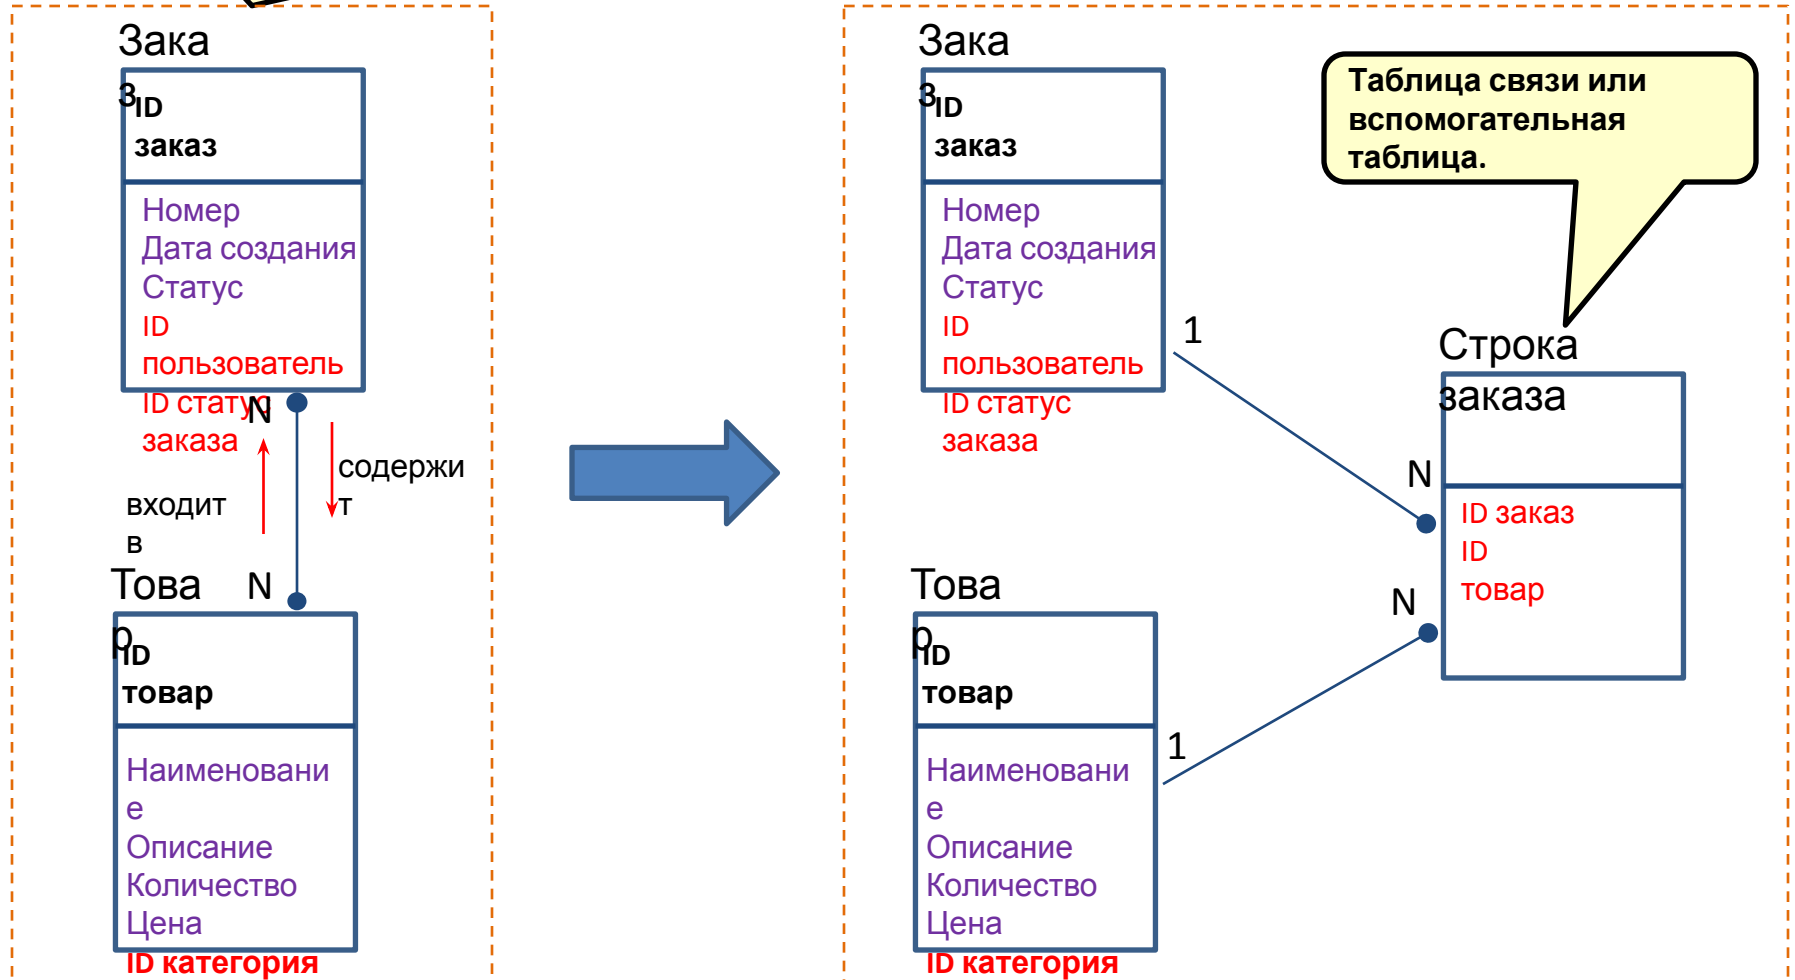 Зака
з
ID
заказ
Номер
Дата создания
Статус
ID
пользователь
ID статус
заказа
N
содержи
т
входит
в
Това
р
N
ID
товар
Наименовани
е
Описание
Количество
Цена
ID категория
Зака
з
ID
заказ
Номер
Дата создания
Статус
ID
пользователь
ID статус
заказа
1
Това
р
ID
товар
Наименовани
е
Описание
Количество
Цена
ID категория
1
Таблица связи или
вспомогательная
таблица.
Строка
заказа
N
ID заказ
ID
товар
N